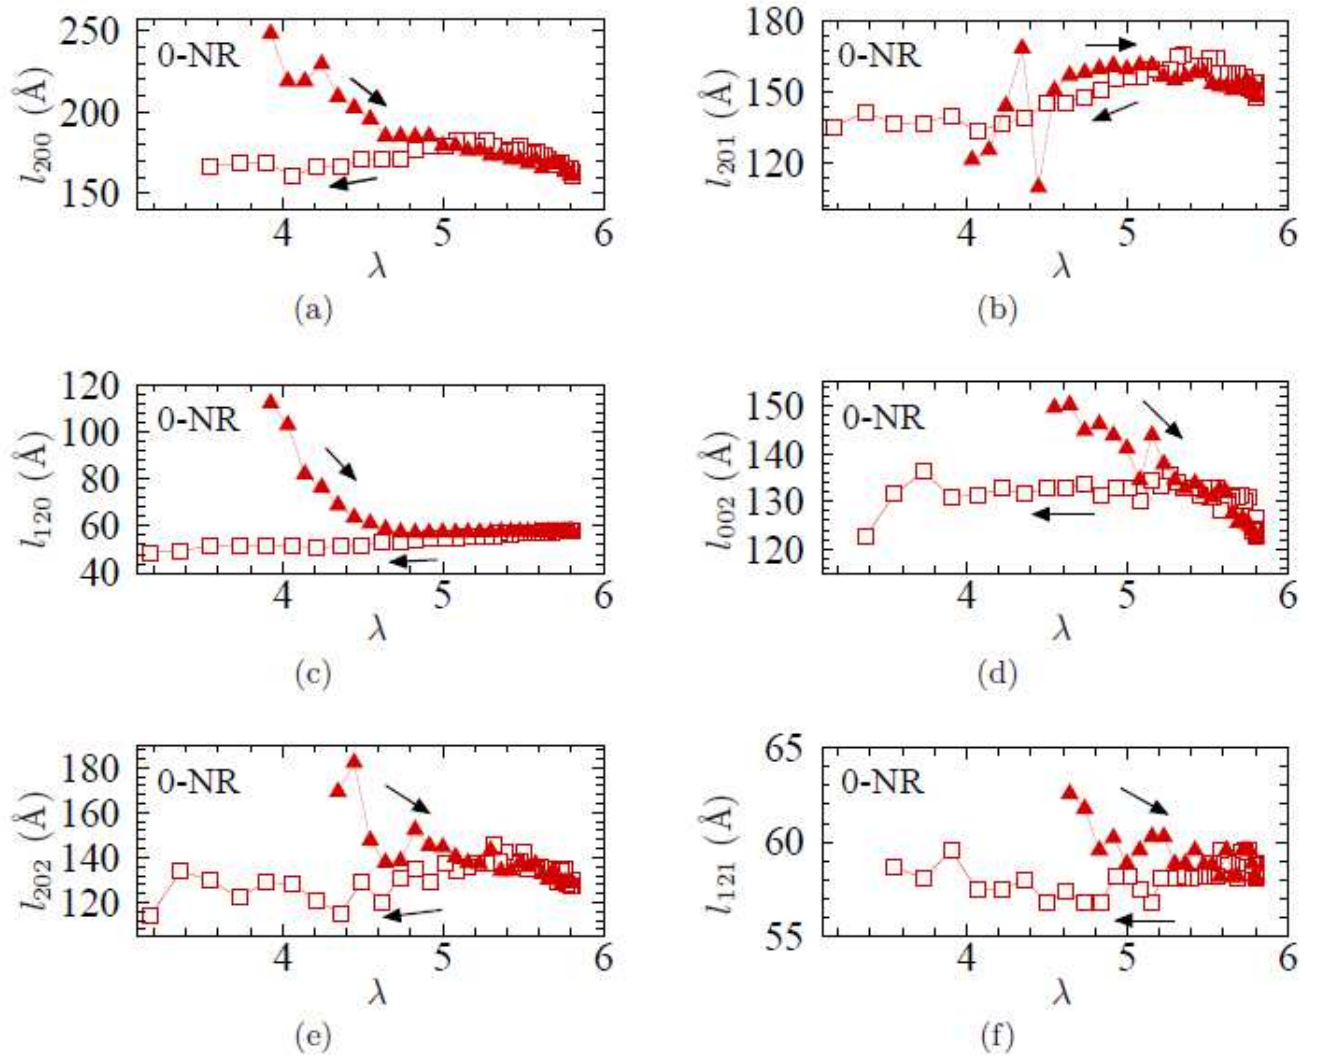 250
200
150
l200 (Å)
0-NR
4 5 6
λ
(a)
180
150
120
l201 (Å)
0-NR
4 5 6
λ
(b)
120
100
80
60
40
l120 (Å)
0-NR
4 5 6
λ
(c)
150
140
130
120
l002 (Å)
0-NR
4 5 6
λ
(d)
180
160
140
120
l202 (Å)
0-NR
4 5 6
λ
(e)
65
60
55
l121 (Å)
0-NR
4 5 6
λ
(f)